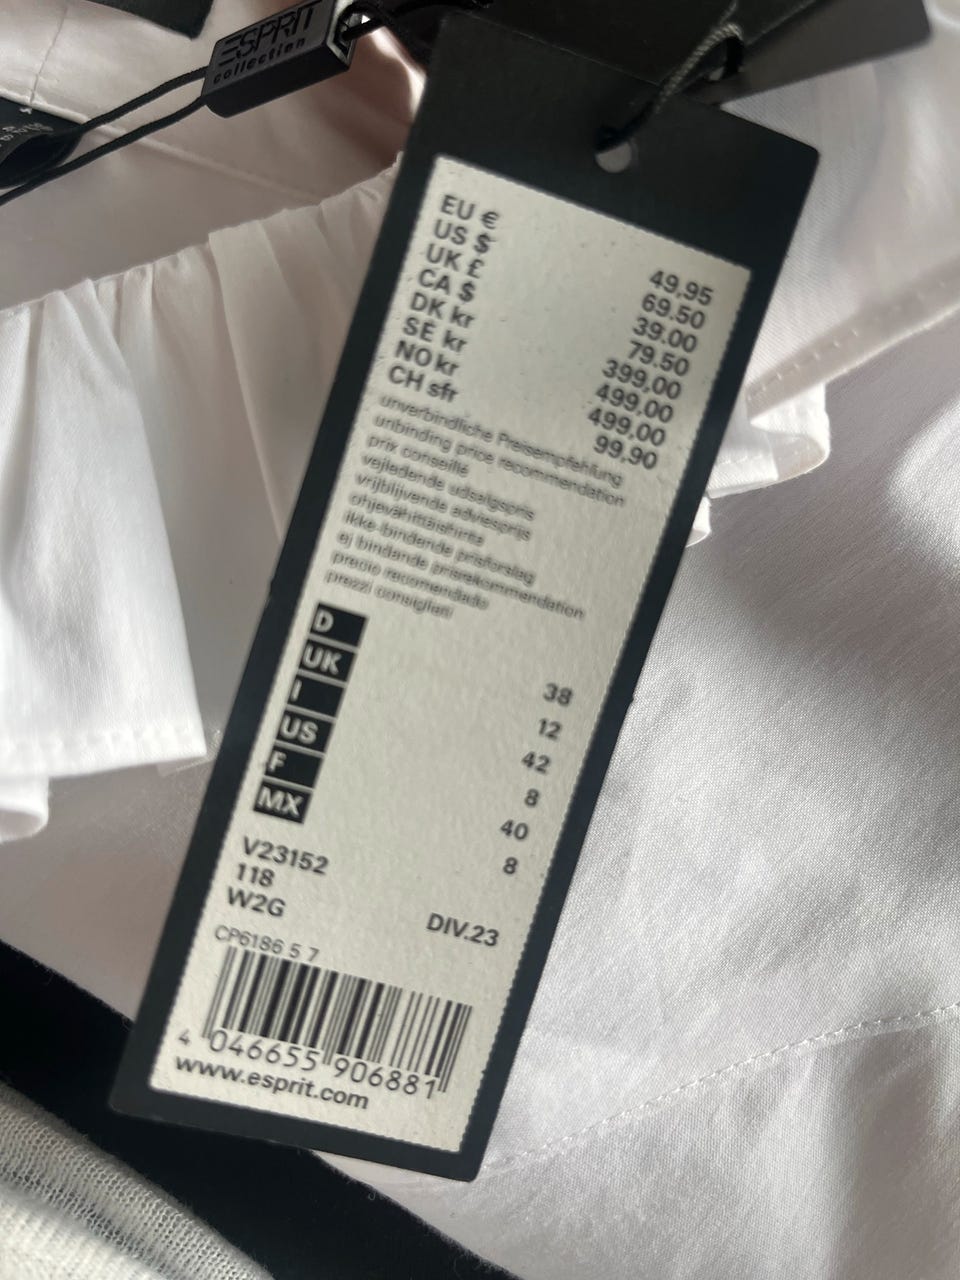 ESPRIT
collection
EU € 49,95
US $ 69.50
UK £ 39.00
CA $ 79.50
DK kr 399,00
SE kr 499,00
NO kr 499,00
CH sfr 99.90
unverbindliche Preisempfehlung
unbinding price recommendation
prix conseillé
vejledende udsalgspris
vrijblijvende adviesprijs
ohjevähittäishinta
ikke-bindende prisforslag
ej bindande prisrekommendation
precio recomendado
prezzi consigliati
D 38
UK 12
I 42
US 8
F 40
MX 8
V23152
118
W2G DIV.23
CP6186 5 7
4 046655 906881
www.esprit.com